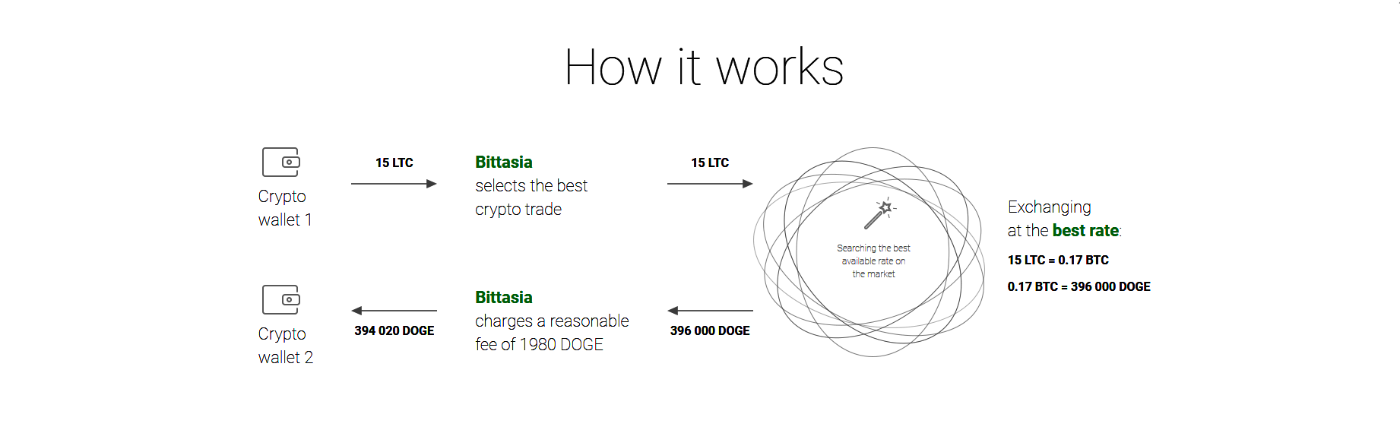 How it works
Crypto
wallet 1
15 LTC
Bittasia
selects the best
crypto trade
15 LTC
Searching the best
available rate on
the market
Exchanging
at the best rate:
15 LTC = 0.17 BTC
0.17 BTC = 396 000 DOGE
Crypto
wallet 2
394 020 DOGE
Bittasia
charges a reasonable
fee of 1980 DOGE
396 000 DOGE